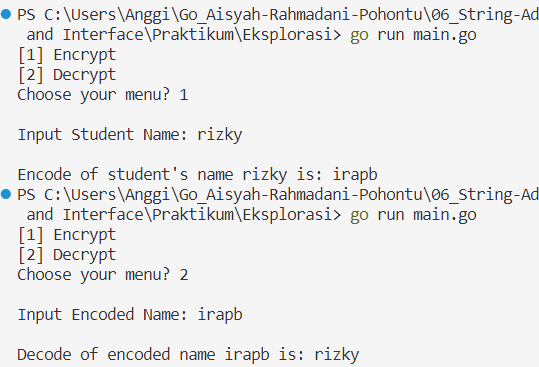 PS C:\Users\Anggi\Go_Aisyah-Rahmadani-Pohontu\06_String-Ad
and Interface\Praktikum\Eksplorasi> go run main.go
[1] Encrypt
[2] Decrypt
Choose your menu? 1
Input Student Name: rizky
Encode of student's name rizky is: irapb
PS C:\Users\Anggi\Go_Aisyah-Rahmadani-Pohontu\06_String-Ad
and Interface\Praktikum\Eksplorasi> go run main.go
[1] Encrypt
[2] Decrypt
Choose your menu? 2
Input Encoded Name: irapb
Decode of encoded name irapb is: rizky